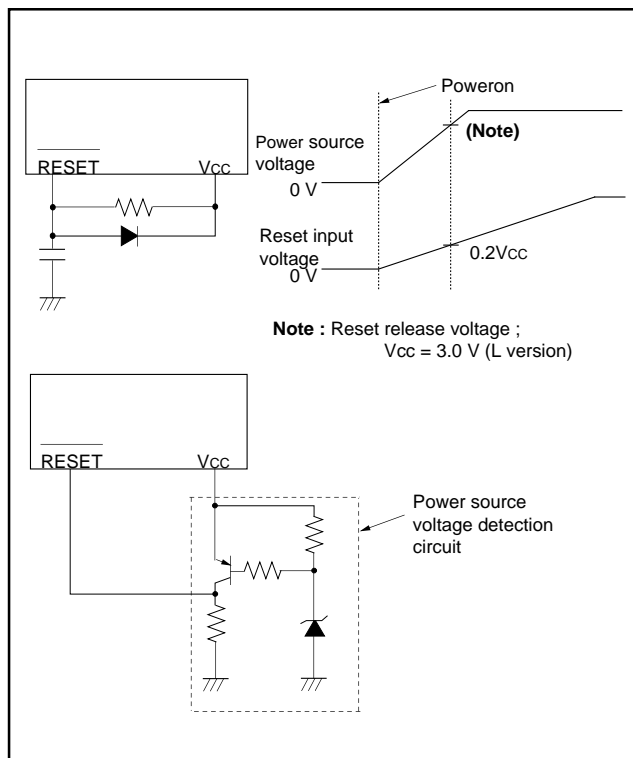 RESET
VCC
Poweron
(Note)
Power source
voltage
0 V
Reset input
voltage
0 V
0.2VCC
Note : Reset release voltage ;
Vcc = 3.0 V (L version)
RESET
VCC
Power source
voltage detection
circuit